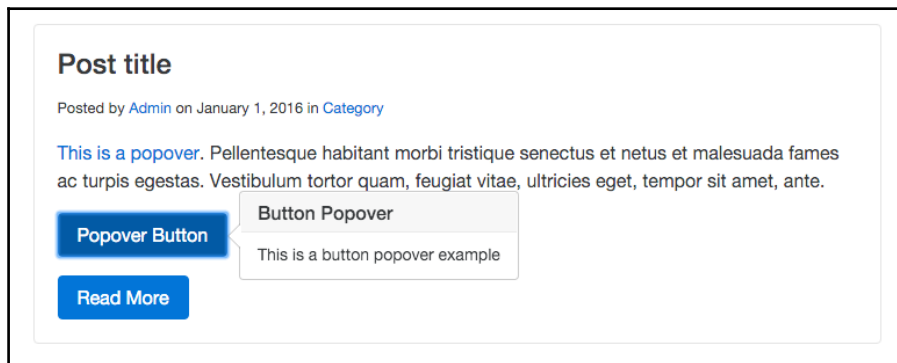 Post title
Posted by Admin on January 1, 2016 in Category
This is a popover. Pellentesque habitant morbi tristique senectus et netus et malesuada fames
ac turpis egestas. Vestibulum tortor quam, feugiat vitae, ultricies eget, tempor sit amet, ante.
Button Popover
Popover Button
This is a button popover example
Read More